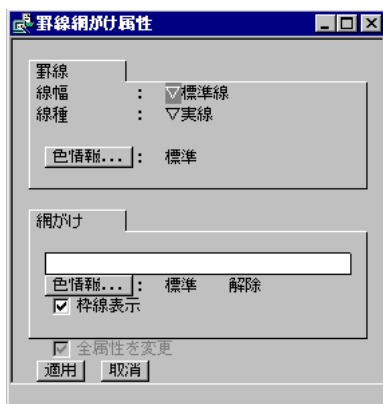 罫線網がけ属性
罫線
線幅 : ▽標準線
線種 : ▽実線
色情報... : 標準
網がけ
色情報... : 標準 解除
枠線表示
全属性を変更
適用 取消